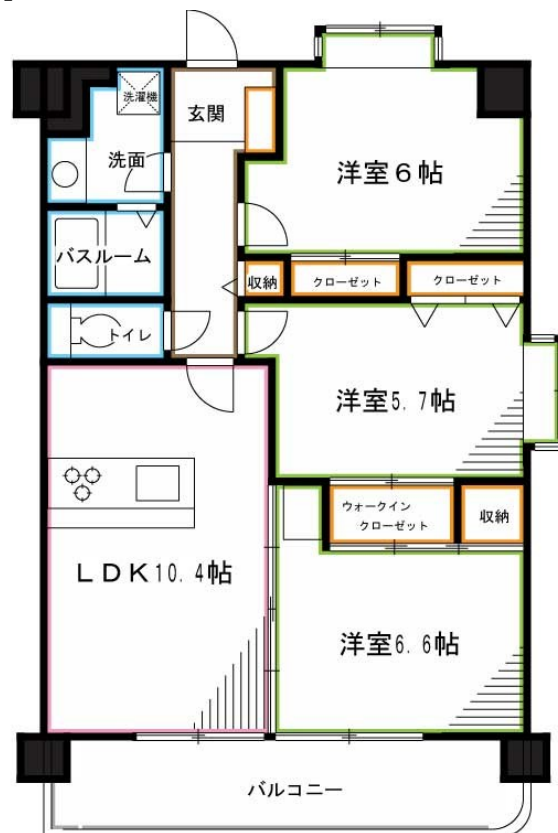 洗濯機
玄関
洗面
洋室6帖
バスルーム
収納
クローゼット
クローゼット
トイレ
洋室5.7帖
ウォークイン
クローゼット
収納
LDK10.4帖
洋室6.6帖
バルコニー